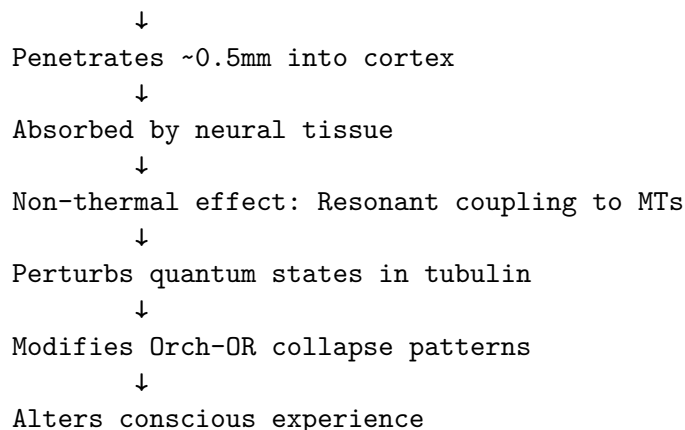 ↓
Penetrates ~0.5mm into cortex
↓
Absorbed by neural tissue
↓
Non-thermal effect: Resonant coupling to MTs
↓
Perturbs quantum states in tubulin
↓
Modifies Orch-OR collapse patterns
↓
Alters conscious experience